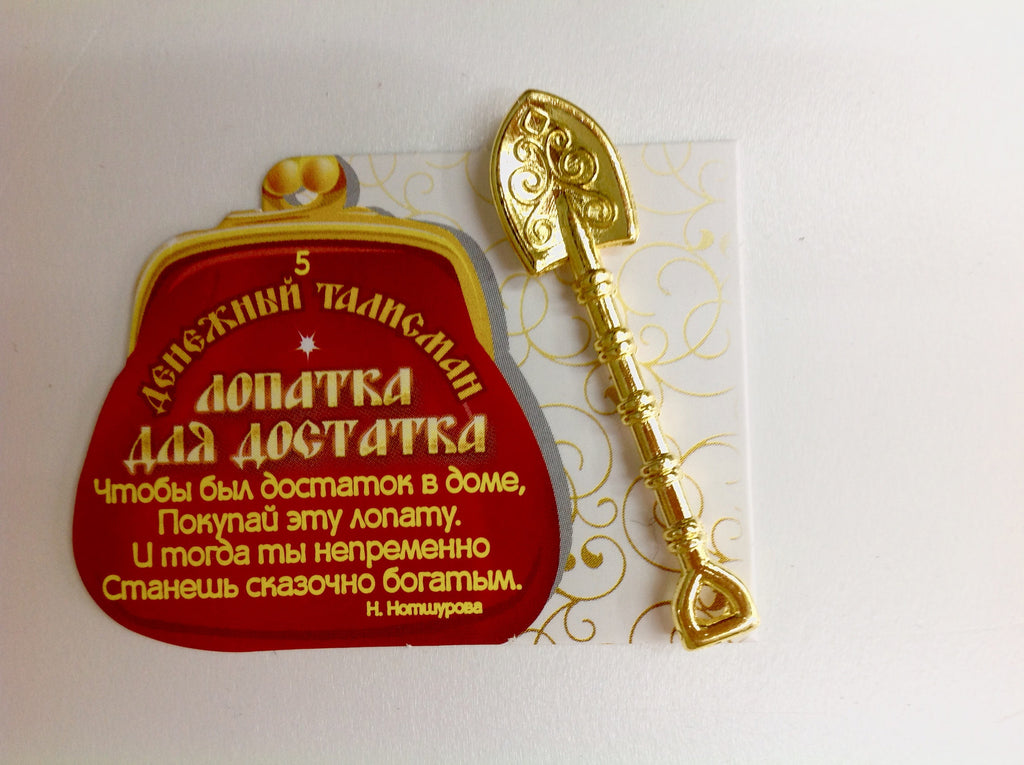 5
ДЕНЕЖНЫЙ ТАЛИСМАН
ЛОПАТКА
ДЛЯ ДОСТАТКА
Чтобы был достаток в доме,
Покупай эту лопату.
И тогда ты непременно
Станешь сказочно богатым.
Н. Нотшурова